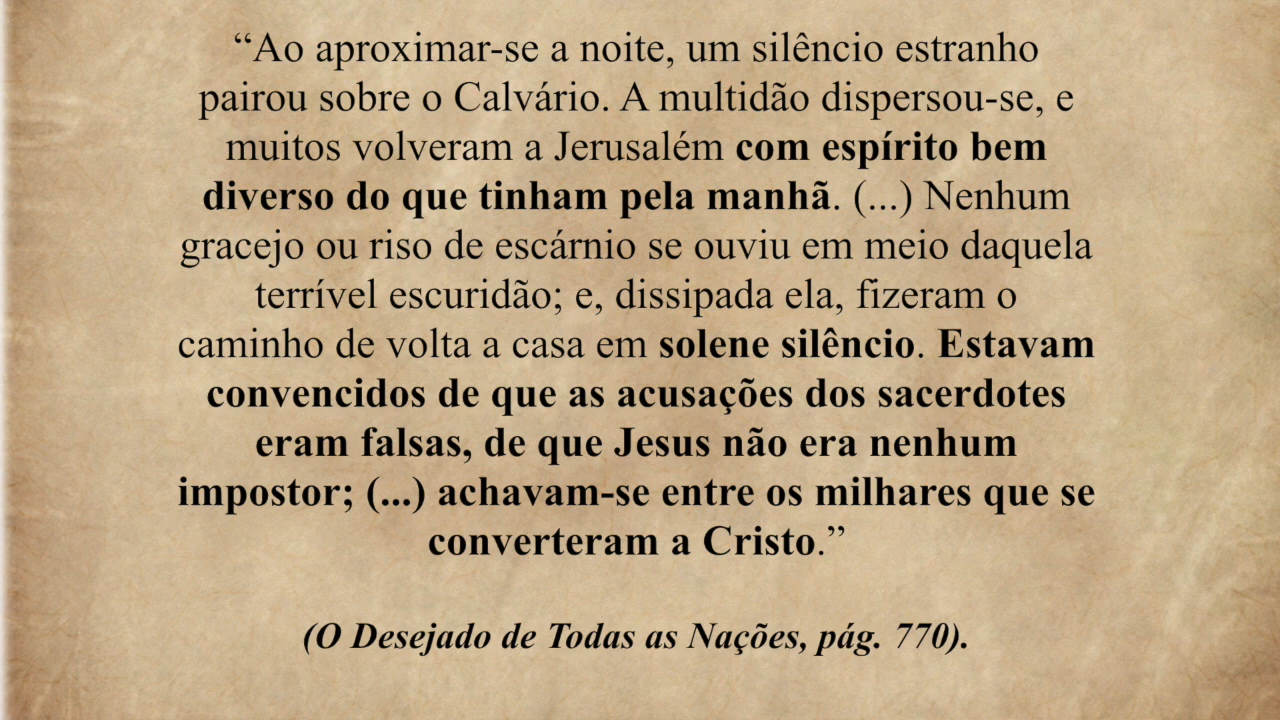 “Ao aproximar-se a noite, um silêncio estranho
pairou sobre o Calvário. A multidão dispersou-se, e
muitos volveram a Jerusalém com espírito bem
diverso do que tinham pela manhã. (...) Nenhum
gracejo ou riso de escárnio se ouviu em meio daquela
terrível escuridão; e, dissipada ela, fizeram o
caminho de volta a casa em solene silêncio. Estavam
convencidos de que as acusações dos sacerdotes
eram falsas, de que Jesus não era nenhum
impostor; (...) achavam-se entre os milhares que se
converteram a Cristo.”
(O Desejado de Todas as Nações, pág. 770).